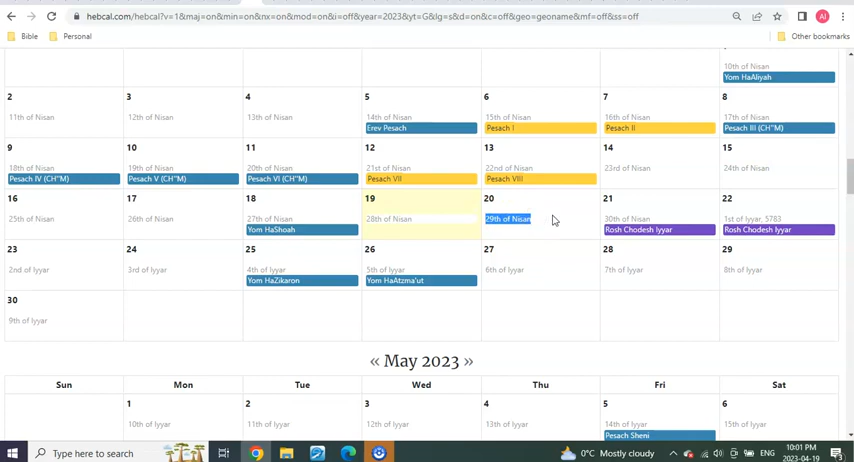 hebcal.com/hebcal?v=1&maj=on&min=on&nx=on&mod=on&i=off&year=2023&yt=G&lg=s&d=on&c=off&geo=geoname&mf=off&ss=off
AI
Bible
Personal
Other bookmarks
10th of Nisan
Yom HaAliyah
2 3 4 5 6 7 8
11th of Nisan 12th of Nisan 13th of Nisan 14th of Nisan 15th of Nisan 16th of Nisan 17th of Nisan
Erev Pesach Pesach I Pesach II Pesach III (CH"M)
9 10 11 12 13 14 15
18th of Nisan 19th of Nisan 20th of Nisan 21st of Nisan 22nd of Nisan 23rd of Nisan 24th of Nisan
Pesach IV (CH"M) Pesach V (CH"M) Pesach VI (CH"M) Pesach VII Pesach VIII
16 17 18 19 20 21 22
25th of Nisan 26th of Nisan 27th of Nisan 28th of Nisan 29th of Nisan 30th of Nisan 1st of Iyyar, 5783
Yom HaShoah Rosh Chodesh Iyyar Rosh Chodesh Iyyar
23 24 25 26 27 28 29
2nd of Iyyar 3rd of Iyyar 4th of Iyyar 5th of Iyyar 6th of Iyyar 7th of Iyyar 8th of Iyyar
Yom HaZikaron Yom HaAtzma'ut
30
9th of Iyyar
« May 2023 »
Sun Mon Tue Wed Thu Fri Sat
1 2 3 4 5 6
10th of Iyyar 11th of Iyyar 12th of Iyyar 13th of Iyyar 14th of Iyyar 15th of Iyyar
Pesach Sheni
Type here to search
0°C Mostly cloudy
ENG
10:01 PM
2023-04-19
3